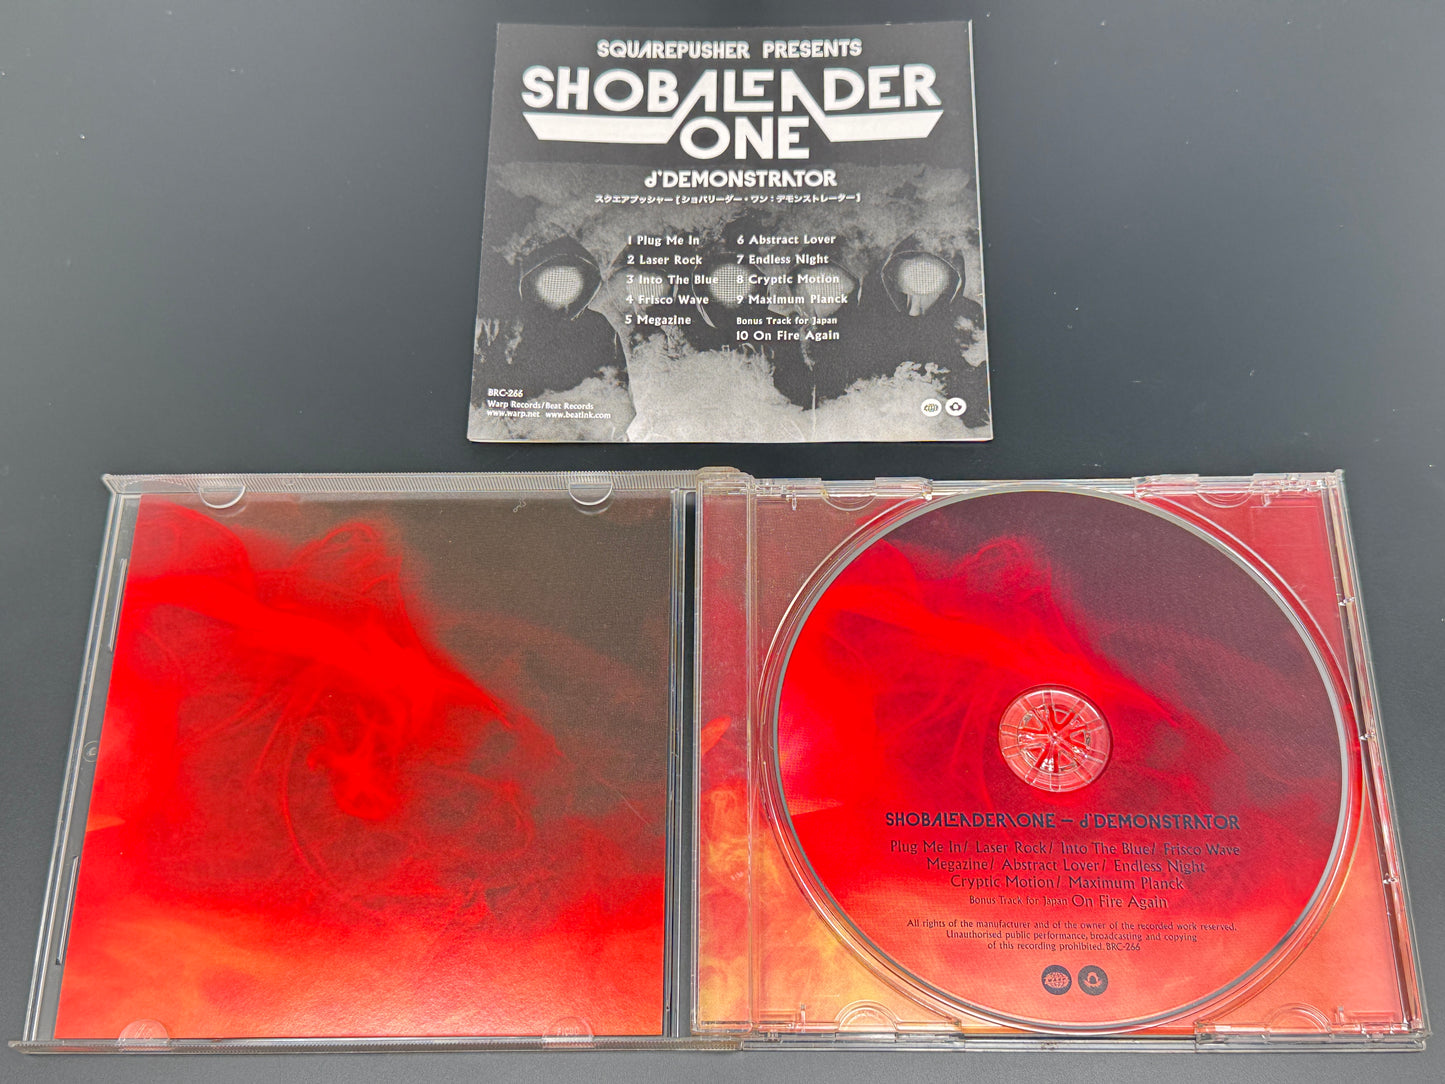 SQUAREPUSHER PRESENTS
SHOBALEADER
ONE
d'DEMONSTRATOR
スクエアプッシャー [ショバリーダー・ワン:デモンストレーター]
1 Plug Me In
2 Laser Rock
3 Into The Blue
4 Frisco Wave
5 Megazine
6 Abstract Lover
7 Endless Night
8 Cryptic Motion
9 Maximum Planck
Bonus Track for Japan
10 On Fire Again
BRC-266
Warp Records/Beat Records
www.warp.net www.beatink.com
SHOBALEADER ONE – d'DEMONSTRATOR
Plug Me In/ Laser Rock/ Into The Blue/ Frisco Wave
Megazine/ Abstract Lover/ Endless Night
Cryptic Motion/ Maximum Planck
Bonus Track for Japan On Fire Again
All rights of the manufacturer and of the owner of the recorded work reserved.
Unauthorised public performance, broadcasting and copying
of this recording prohibited. BRC-266